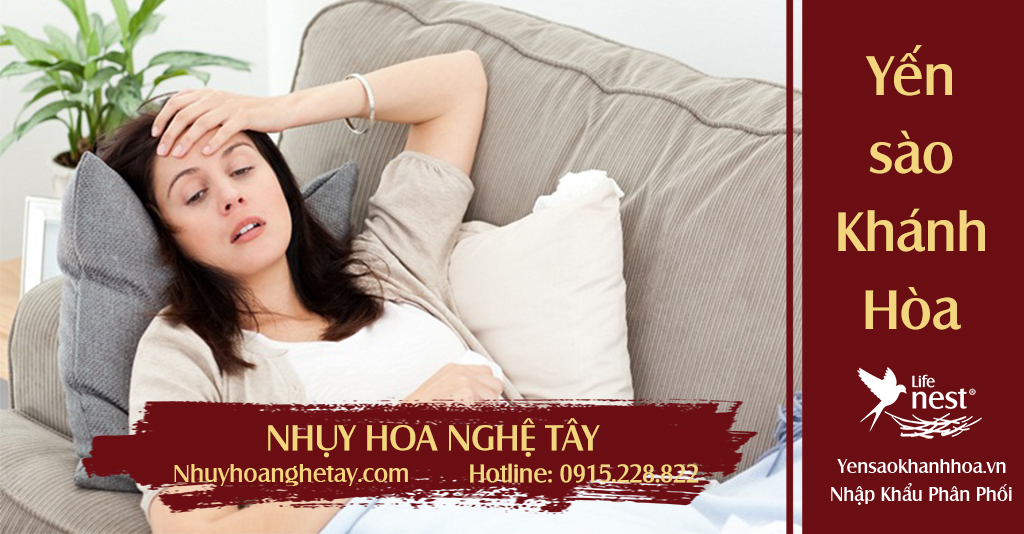 Yến
sào
Khánh
Hòa
Life
nest®
Yensaokhanhhoa.vn
Nhập Khẩu Phân Phối
NHỤY HOA NGHỆ TÂY
Nhuyhoanghetay.com Hotline: 0915.228.822